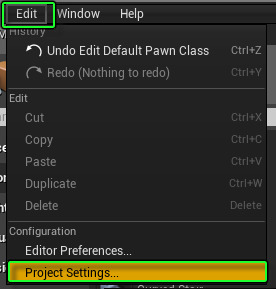 Edit Window Help
History
Undo Edit Default Pawn Class Ctrl+Z
Redo (Nothing to redo) Ctrl+Y
Edit
Cut Ctrl+X
Copy Ctrl+C
Paste Ctrl+V
Duplicate Ctrl+W
Delete Delete
Configuration
Editor Preferences...
Project Settings...